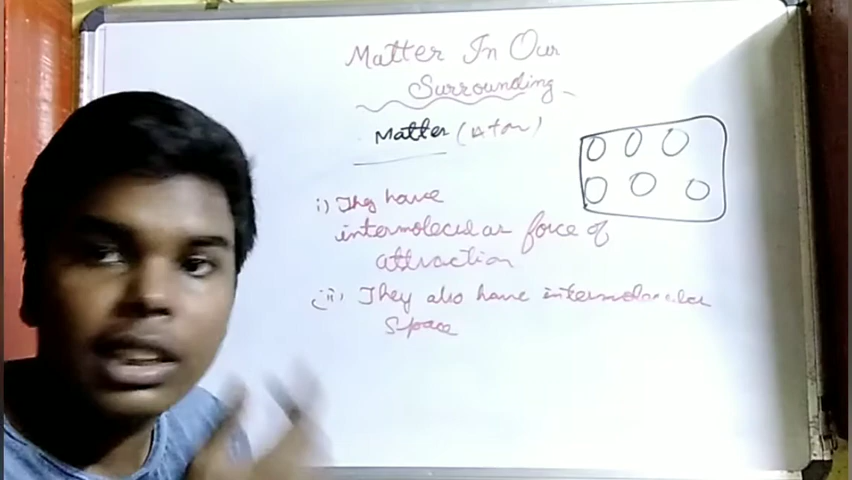 Matter In Our
Surrounding
Matter
i) They have
intermolecular force of
attraction
ii) They also have intermolecular
Space